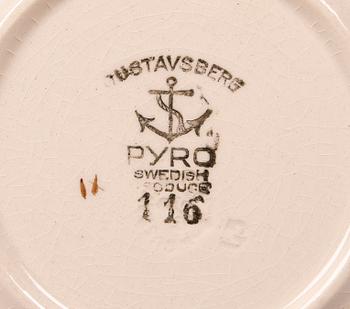 GUSTAVSBERG
PYRO
SWEDISH
PRODUCE
116